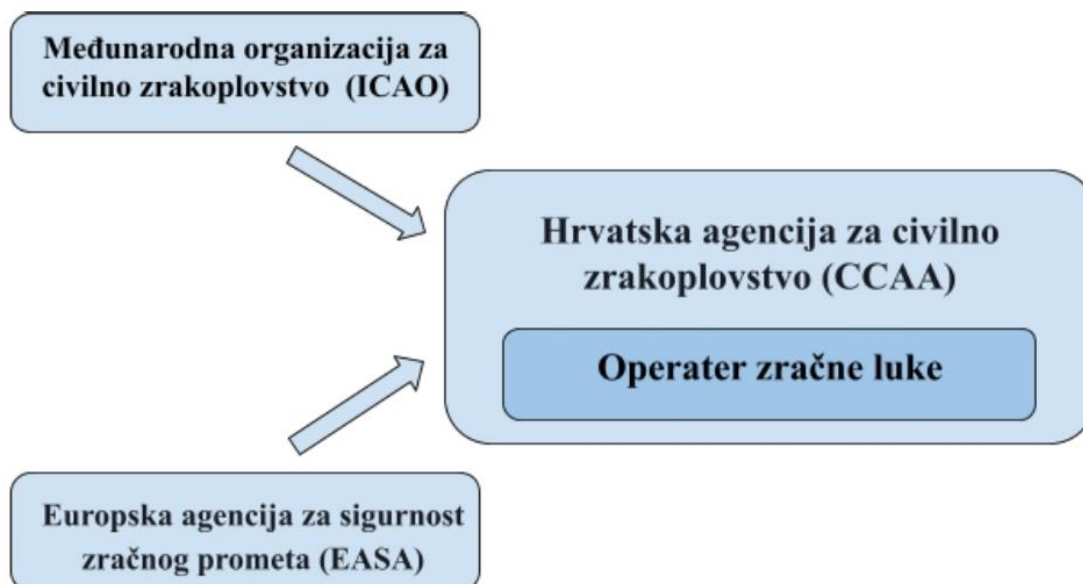 Međunarodna organizacija za
civilno zrakoplovstvo (ICAO)
Hrvatska agencija za civilno
zrakoplovstvo (CCAA)
Operater zračne luke
Europska agencija za sigurnost
zračnog prometa (EASA)